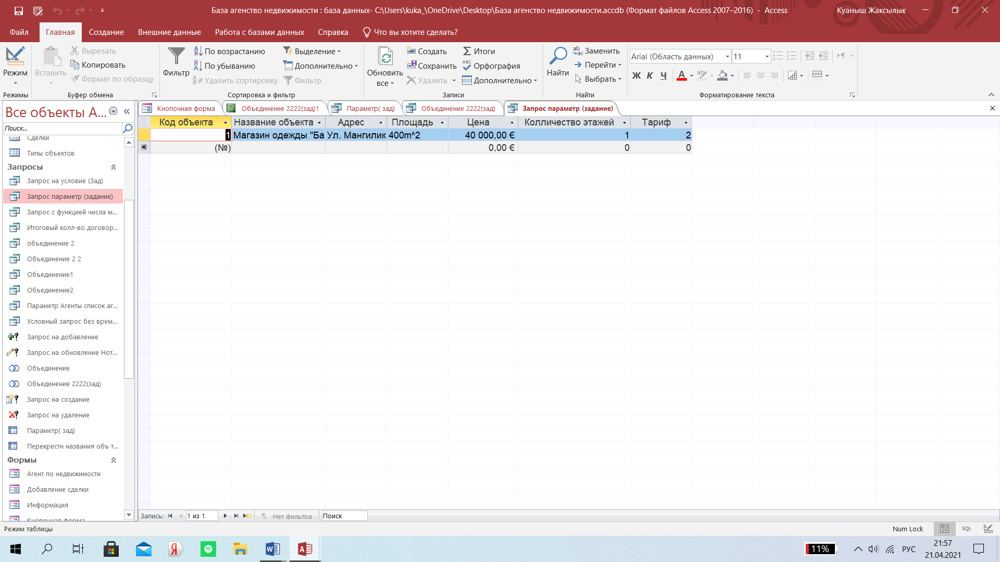 База агенство недвижимости : база данных- C:\Users\kuka_\OneDrive\Desktop\База агенство недвижимости.accdb (Формат файлов Access 2007–2016) - Access
Куаныш Жаксылык
Файл Главная Создание Внешние данные Работа с базами данных Справка Что вы хотите сделать?
Режим
Режимы
Вставить
Вырезать
Копировать
Формат по образцу
Буфер обмена
Фильтр
По возрастанию
По убыванию
Удалить сортировку
Выделение
Дополнительно
Фильтр
Сортировка и фильтр
Обновить
все
Создать
Сохранить
Удалить
Итоги
Орфография
Дополнительно
Записи
Найти
Заменить
Перейти
Выбрать
Найти
Arial (Область данных) 11
Ж К Ч
Форматирование текста
Все объекты A...
Поиск...
Сделки
Типы объектов
Запросы
Запрос на условие (Зад)
Запрос параметр (задание)
Запрос с функцией числа м...
Итоговый колл-во договор...
объединение 2
Объединение 2 2
Объединение1
Объединение2
Параметр Агенты список аг...
Условный запрос без врем...
Запрос на добавление
Запрос на обновление Нот...
Объединение
Объединение 2222(зад)
Запрос на создание
Запрос на удаление
Параметр( зад)
Перекрестн названия объ т...
Формы
Агент по недвижимости
Добавление сделки
Информация
Кнопочная форма
Кнопочная форма Объединение 2222(зад)1 Параметр( зад) Объединение 2222(зад) Запрос параметр (задание)
Код объекта Название объекта Адрес Площадь Цена Колличество этажей Тариф
1 Магазин одежды "Ба Ул. Мангилик 400m^2 40 000,00 € 1 2
(№) 0,00 € 0 0
Запись: 1 из 1 Нет фильтра Поиск
Режим таблицы
Num Lock
SQL
11%
РУС
21:57
21.04.2021